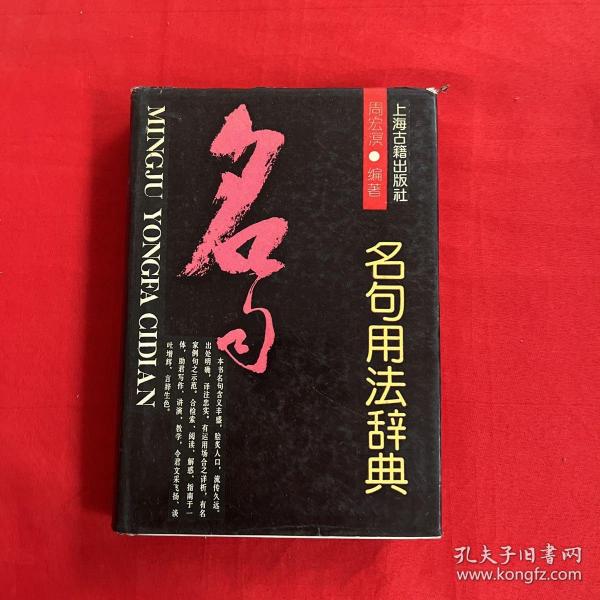 上海古籍出版社
周宏溟●编著
名句用法辞典
名句
MINGJU YONGFA CIDIAN
本书名句含义丰盛，脍炙人口，流传久远。
出处明确，译注忠实。有运用场合之详析，有名
家例句之示范。合检索、阅读、解惑、指南于一
体，助君写作、讲演、教学，令君文采飞扬、谈
吐增辉、言辞生色。
孔夫子旧书网
www.kongfz.com